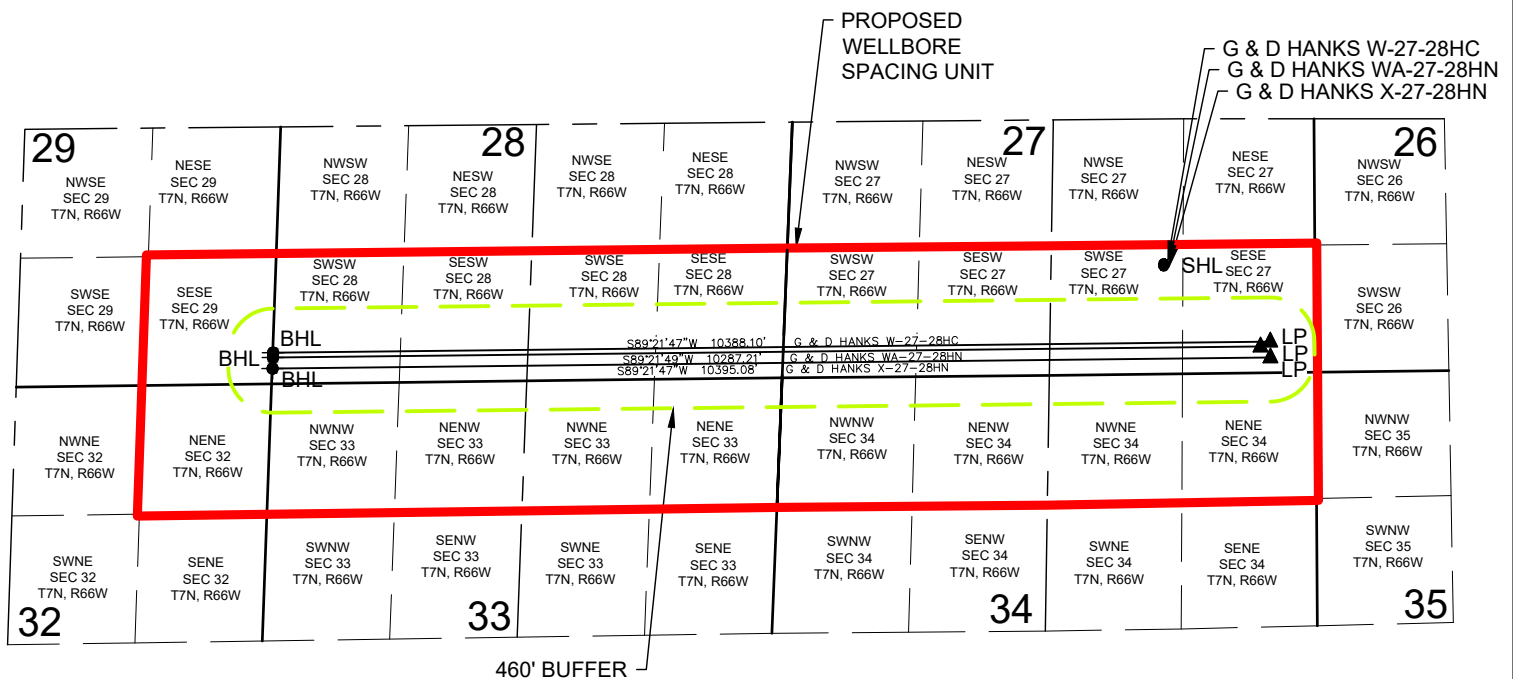 PROPOSED
WELLBORE
SPACING UNIT
G & D HANKS W-27-28HC
G & D HANKS WA-27-28HN
G & D HANKS X-27-28HN
29
28
27
26
NWSE
SEC 29
T7N, R66W
NESE
SEC 29
T7N, R66W
NWSW
SEC 28
T7N, R66W
NESW
SEC 28
T7N, R66W
NWSE
SEC 28
T7N, R66W
NESE
SEC 28
T7N, R66W
NWSW
SEC 27
T7N, R66W
NESW
SEC 27
T7N, R66W
NWSE
SEC 27
T7N, R66W
NESE
SEC 27
T7N, R66W
NWSW
SEC 26
T7N, R66W
SWSE
SEC 29
T7N, R66W
SESE
SEC 29
T7N, R66W
SWSW
SEC 28
T7N, R66W
SESW
SEC 28
T7N, R66W
SWSE
SEC 28
T7N, R66W
SESE
SEC 28
T7N, R66W
SWSW
SEC 27
T7N, R66W
SESW
SEC 27
T7N, R66W
SWSE
SEC 27
T7N, R66W
SHL
SESE
SEC 27
T7N, R66W
SWSW
SEC 26
T7N, R66W
BHL
BHL
BHL
S89°21'47"W 10388.10' G & D HANKS W-27-28HC
S89°21'49"W 10287.21' G & D HANKS WA-27-28HN
S89°21'47"W 10395.08' G & D HANKS X-27-28HN
LP
LP
LP
NWNE
SEC 32
T7N, R66W
NENE
SEC 32
T7N, R66W
NWNW
SEC 33
T7N, R66W
NENW
SEC 33
T7N, R66W
NWNE
SEC 33
T7N, R66W
NENE
SEC 33
T7N, R66W
NWNW
SEC 34
T7N, R66W
NENW
SEC 34
T7N, R66W
NWNE
SEC 34
T7N, R66W
NENE
SEC 34
T7N, R66W
NWNW
SEC 35
T7N, R66W
SWNE
SEC 32
T7N, R66W
SENE
SEC 32
T7N, R66W
SWNW
SEC 33
T7N, R66W
SENW
SEC 33
T7N, R66W
SWNE
SEC 33
T7N, R66W
SENE
SEC 33
T7N, R66W
SWNW
SEC 34
T7N, R66W
SENW
SEC 34
T7N, R66W
SWNE
SEC 34
T7N, R66W
SENE
SEC 34
T7N, R66W
SWNW
SEC 35
T7N, R66W
32
33
34
35
460' BUFFER